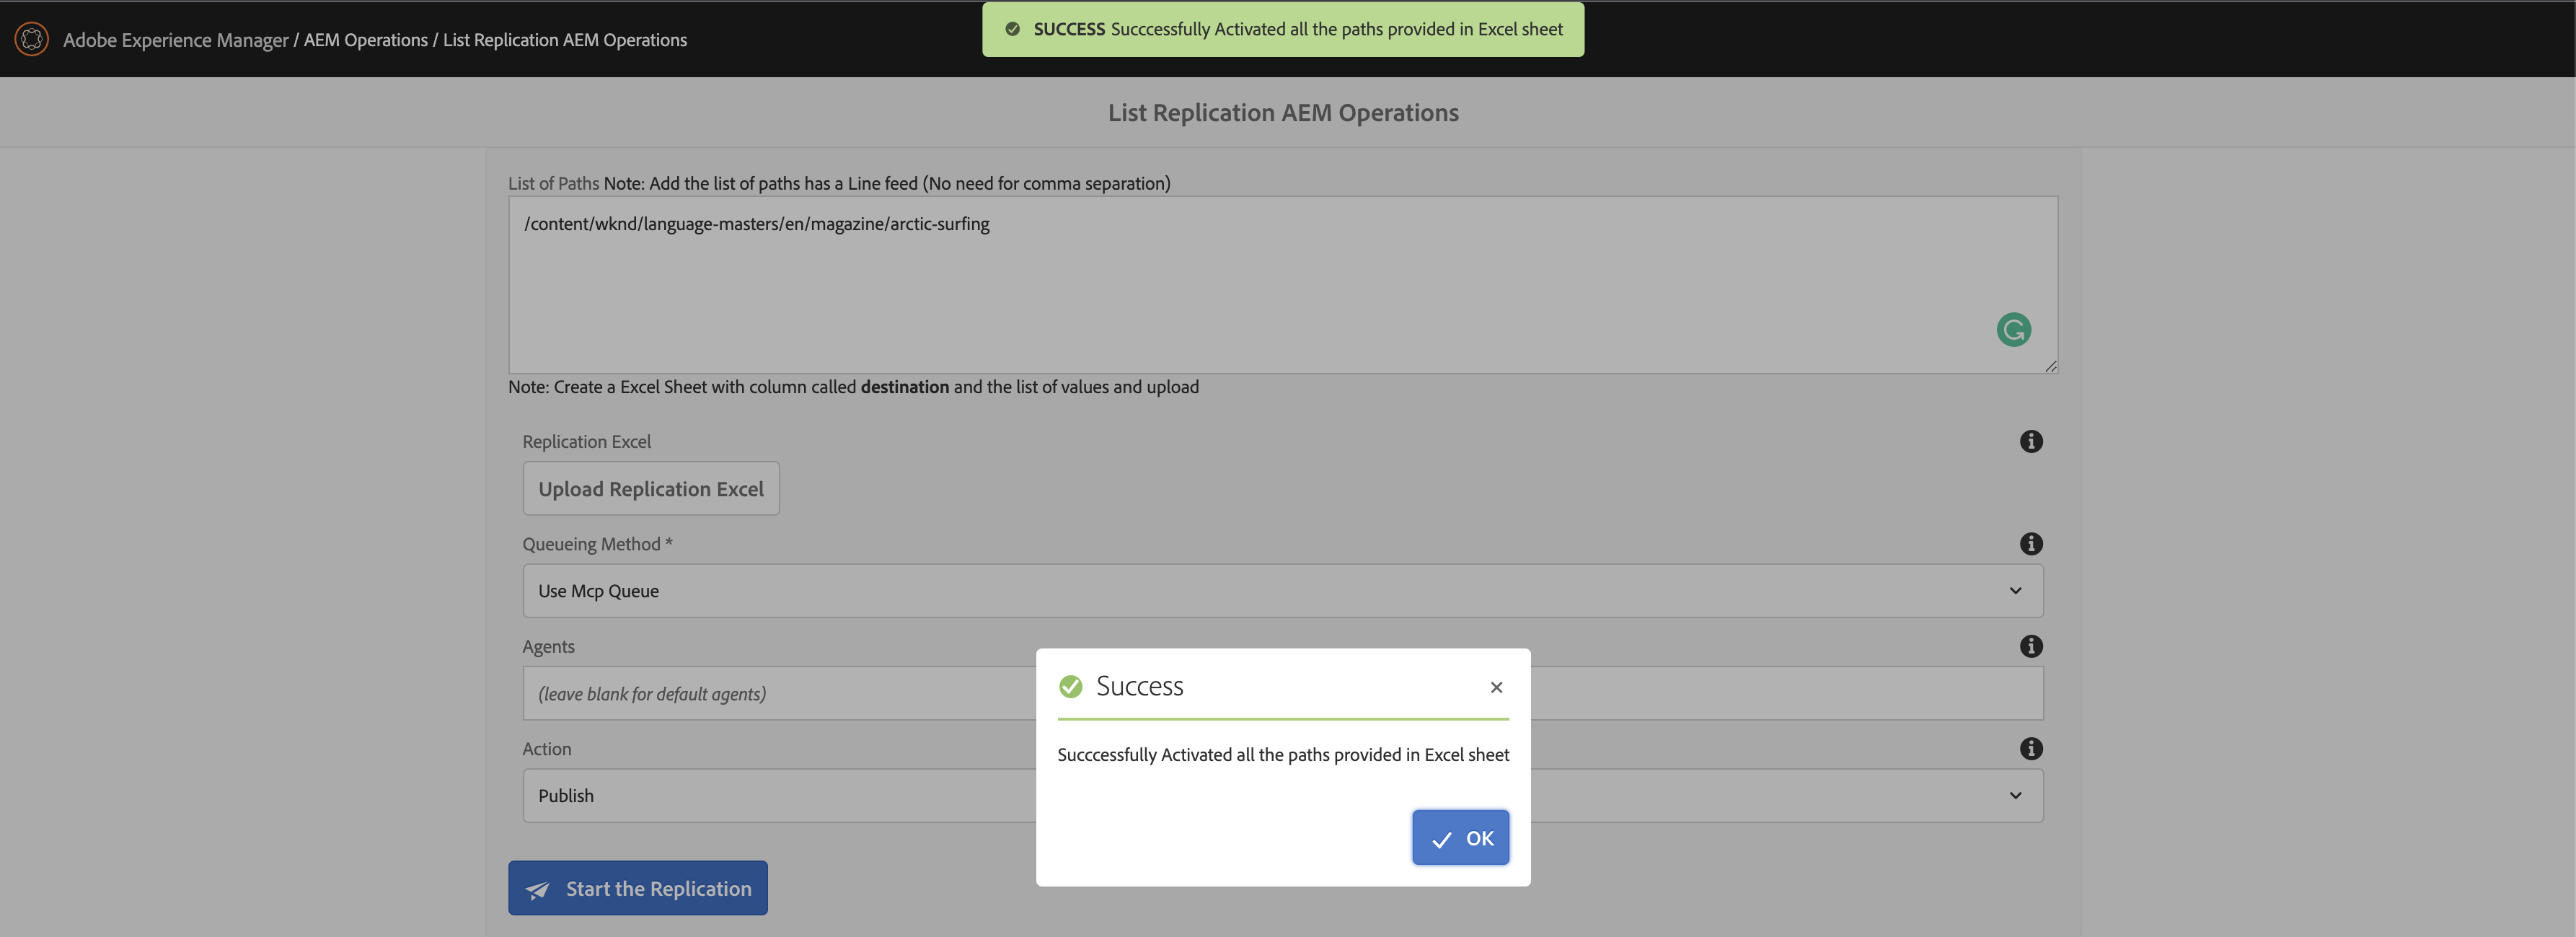 Adobe Experience Manager / AEM Operations / List Replication AEM Operations
SUCCESS Succcessfully Activated all the paths provided in Excel sheet
List Replication AEM Operations
List of Paths Note: Add the list of paths has a Line feed (No need for comma separation)
/content/wknd/language-masters/en/magazine/arctic-surfing
Note: Create a Excel Sheet with column called destination and the list of values and upload
Replication Excel
Upload Replication Excel
Queueing Method *
Use Mcp Queue
Agents
(leave blank for default agents)
Action
Publish
Start the Replication
Success
Succcessfully Activated all the paths provided in Excel sheet
OK